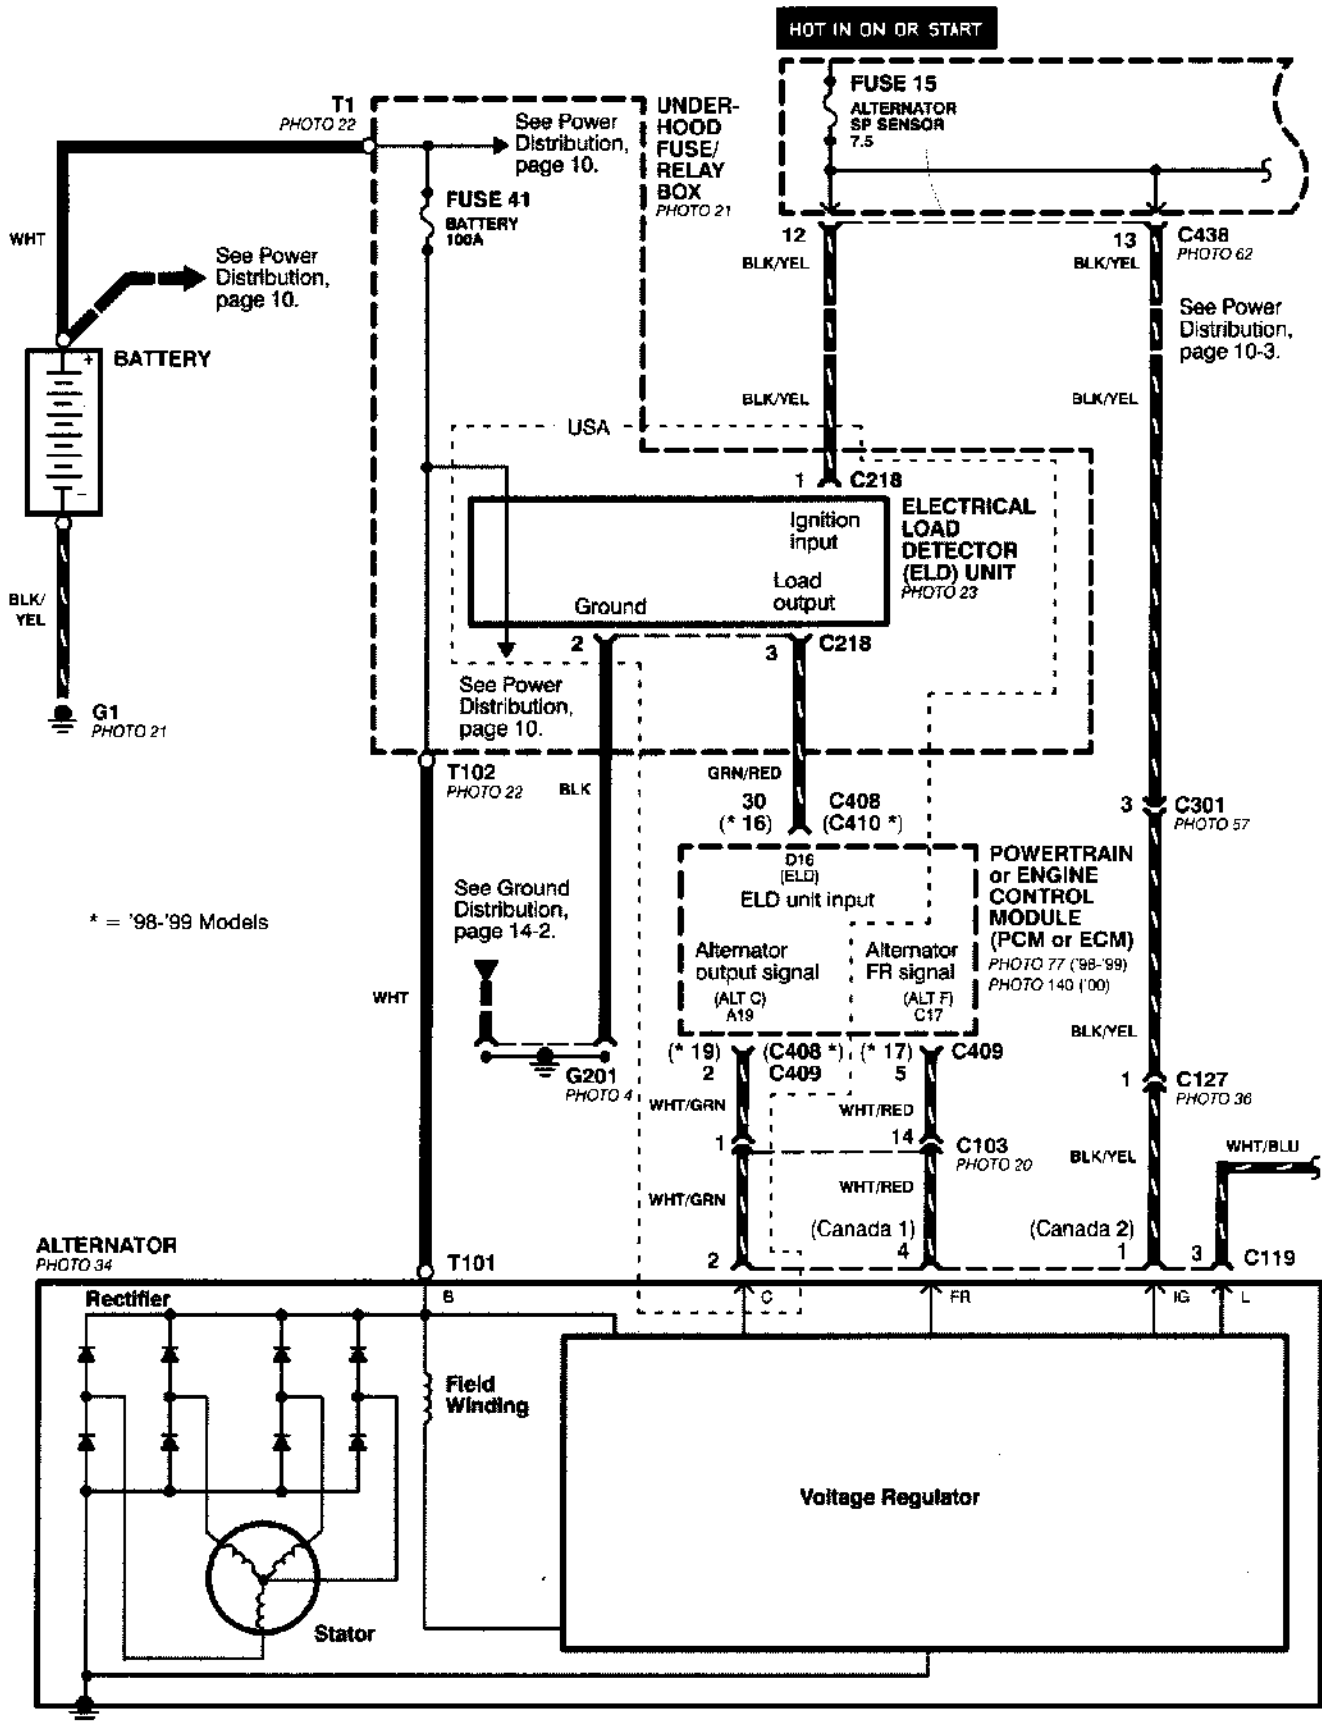 HOT IN ON OR START
FUSE 15
ALTERNATOR
SP SENSOR
7.5
T1
PHOTO 22
See Power
Distribution,
page 10.
UNDER-
HOOD
FUSE/
RELAY
BOX
PHOTO 21
FUSE 41
BATTERY
100A
WHT
See Power
Distribution,
page 10.
12
BLK/YEL
13
BLK/YEL
C438
PHOTO 62
See Power
Distribution,
page 10-3.
+
BATTERY
-
BLK/YEL
BLK/YEL
USA
1
C218
Ignition
input
Load
output
Ground
ELECTRICAL
LOAD
DETECTOR
(ELD) UNIT
PHOTO 23
BLK/
YEL
2
3
C218
G1
PHOTO 21
See Power
Distribution,
page 10.
T102
PHOTO 22
BLK
GRN/RED
30
(* 16)
C408
(C410 *)
3
C301
PHOTO 57
D16
(ELD)
ELD unit input
Alternator
output signal
(ALT C)
A19
Alternator
FR signal
(ALT F)
C17
POWERTRAIN
or ENGINE
CONTROL
MODULE
(PCM or ECM)
PHOTO 77 ('98-'99)
PHOTO 140 ('00)
See Ground
Distribution,
page 14-2.
* = '98-'99 Models
WHT
G201
PHOTO 4
(* 19)
2
(C408 *)
C409
(* 17)
5
C409
BLK/YEL
1
C127
PHOTO 36
WHT/GRN
WHT/RED
1
14
C103
PHOTO 20
BLK/YEL
WHT/BLU
WHT/GRN
WHT/RED
(Canada 1)
(Canada 2)
ALTERNATOR
PHOTO 34
T101
2
4
1
3
C119
Rectifier
B
C
FR
IG
L
Field
Winding
Voltage Regulator
Stator